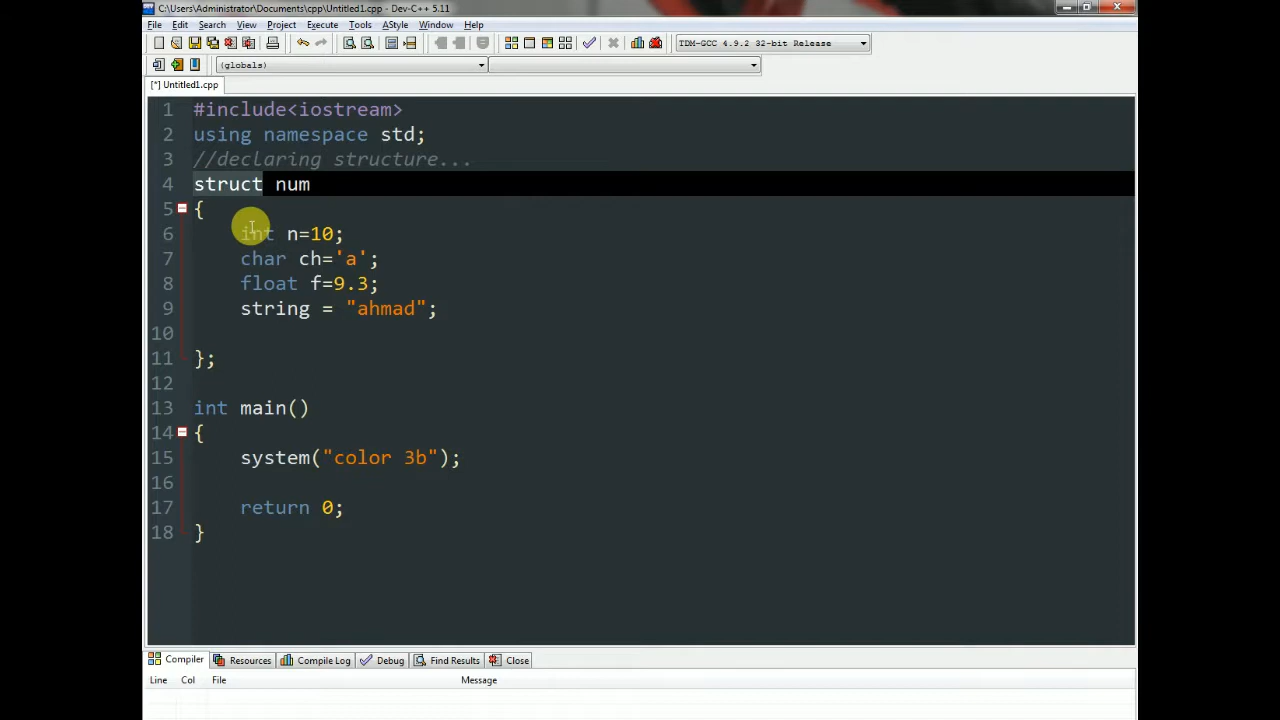 C:\Users\Administrator\Documents\cpp\Untitled1.cpp - Dev-C++ 5.11
File Edit Search View Project Execute Tools AStyle Window Help
TDM-GCC 4.9.2 32-bit Release
(globals)
[*] Untitled1.cpp
1 #include<iostream>
2 using namespace std;
3 //declaring structure...
4 struct num
5 {
6 int n=10;
7 char ch='a';
8 float f=9.3;
9 string = "ahmad";
10
11 };
12
13 int main()
14 {
15 system("color 3b");
16
17 return 0;
18 }
Compiler Resources Compile Log Debug Find Results Close
Line Col File Message